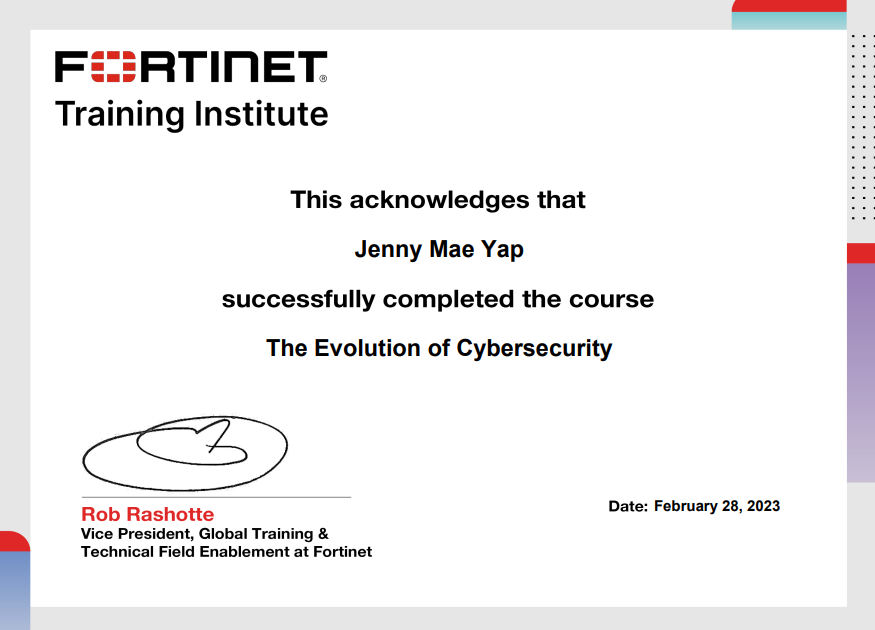 FORTINET®
Training Institute
This acknowledges that
Jenny Mae Yap
successfully completed the course
The Evolution of Cybersecurity
Rob Rashotte
Vice President, Global Training &
Technical Field Enablement at Fortinet
Date: February 28, 2023